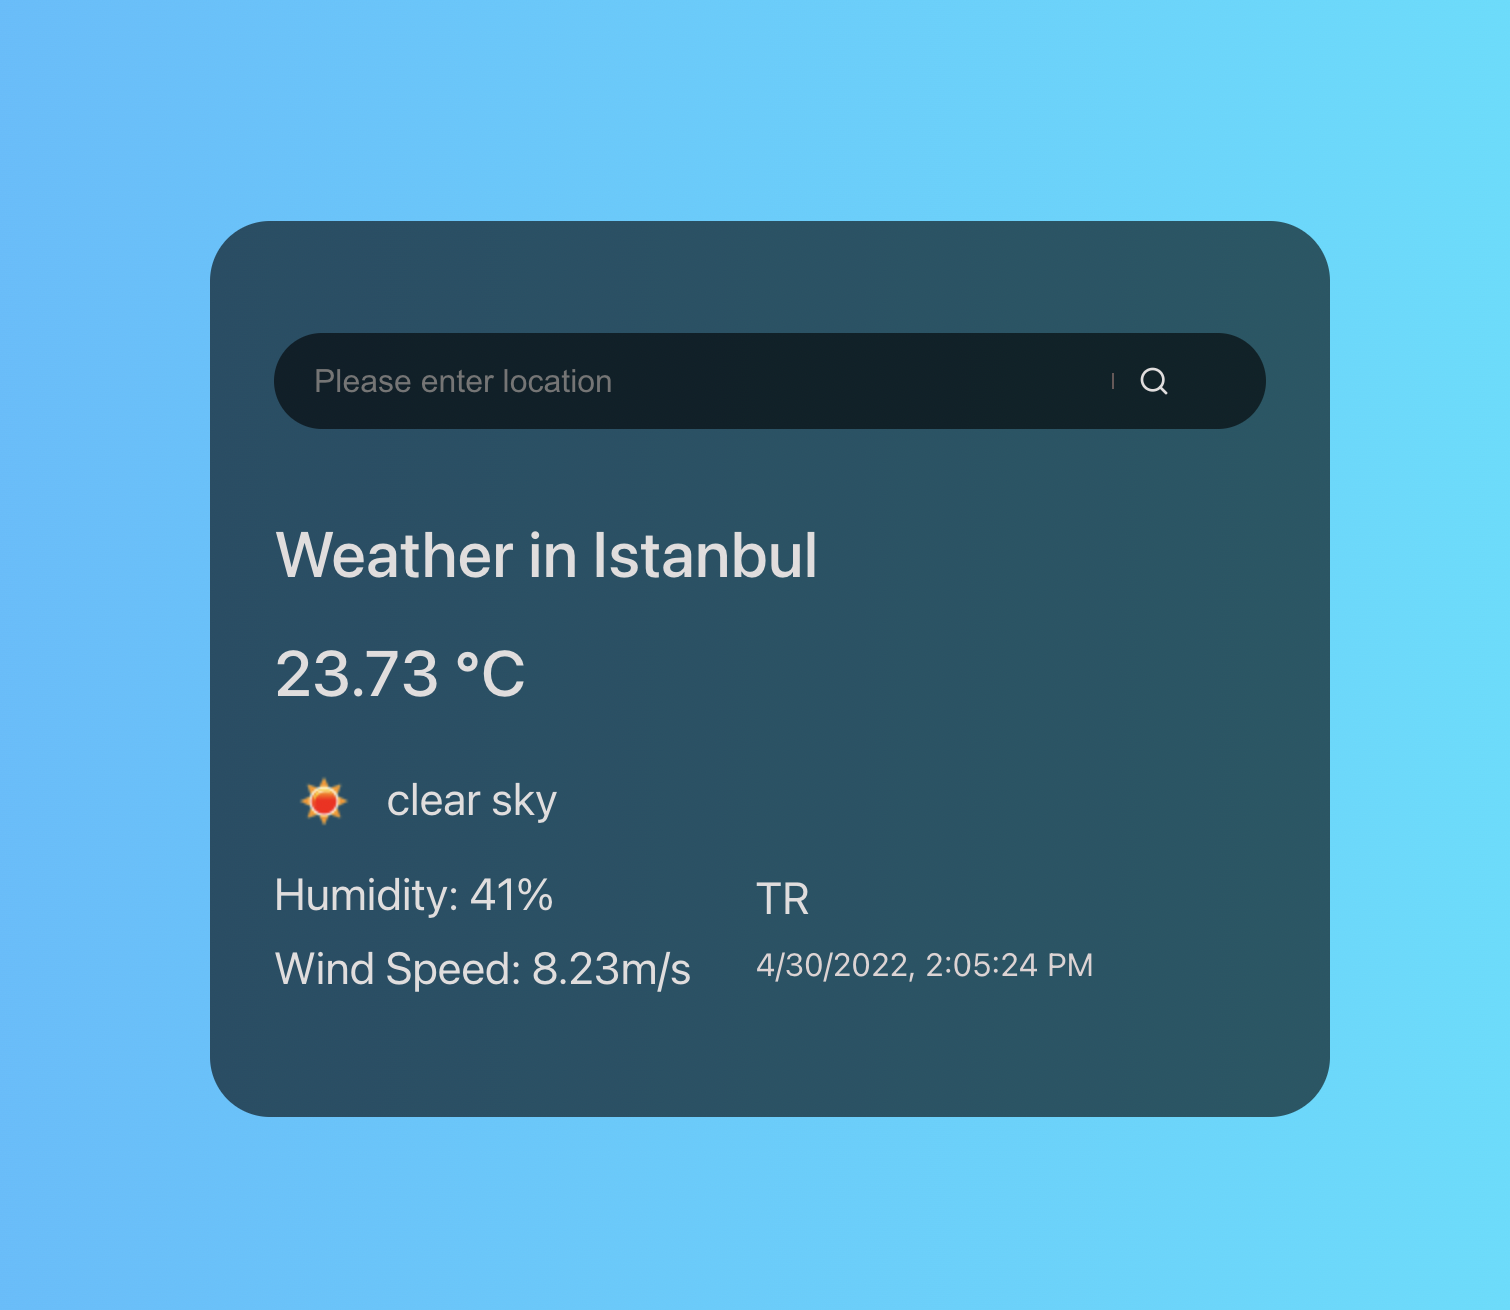 Please enter location
Weather in Istanbul
23.73 °C
clear sky
Humidity: 41%
Wind Speed: 8.23m/s
TR
4/30/2022, 2:05:24 PM